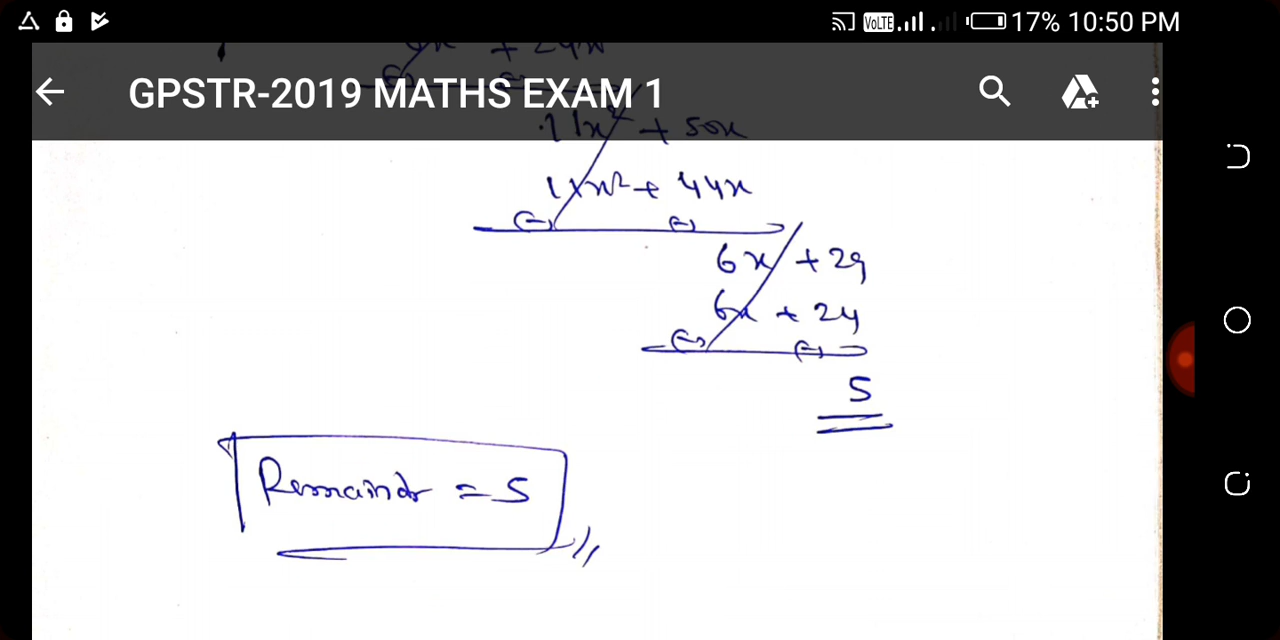 17% 10:50 PM
+ 24x
GPSTR-2019 MATHS EXAM 1
11x² + 50x
11x² + 44x
(-) (-)
6x + 29
6x + 24
(-) (-)
5
Remainder = 5